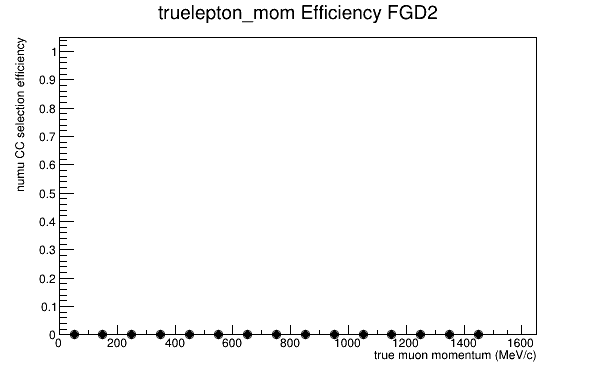 truelepton_mom Efficiency FGD2
numu CC selection efficiency
1
0.9
0.8
0.7
0.6
0.5
0.4
0.3
0.2
0.1
0
0 200 400 600 800 1000 1200 1400 1600
true muon momentum (MeV/c)